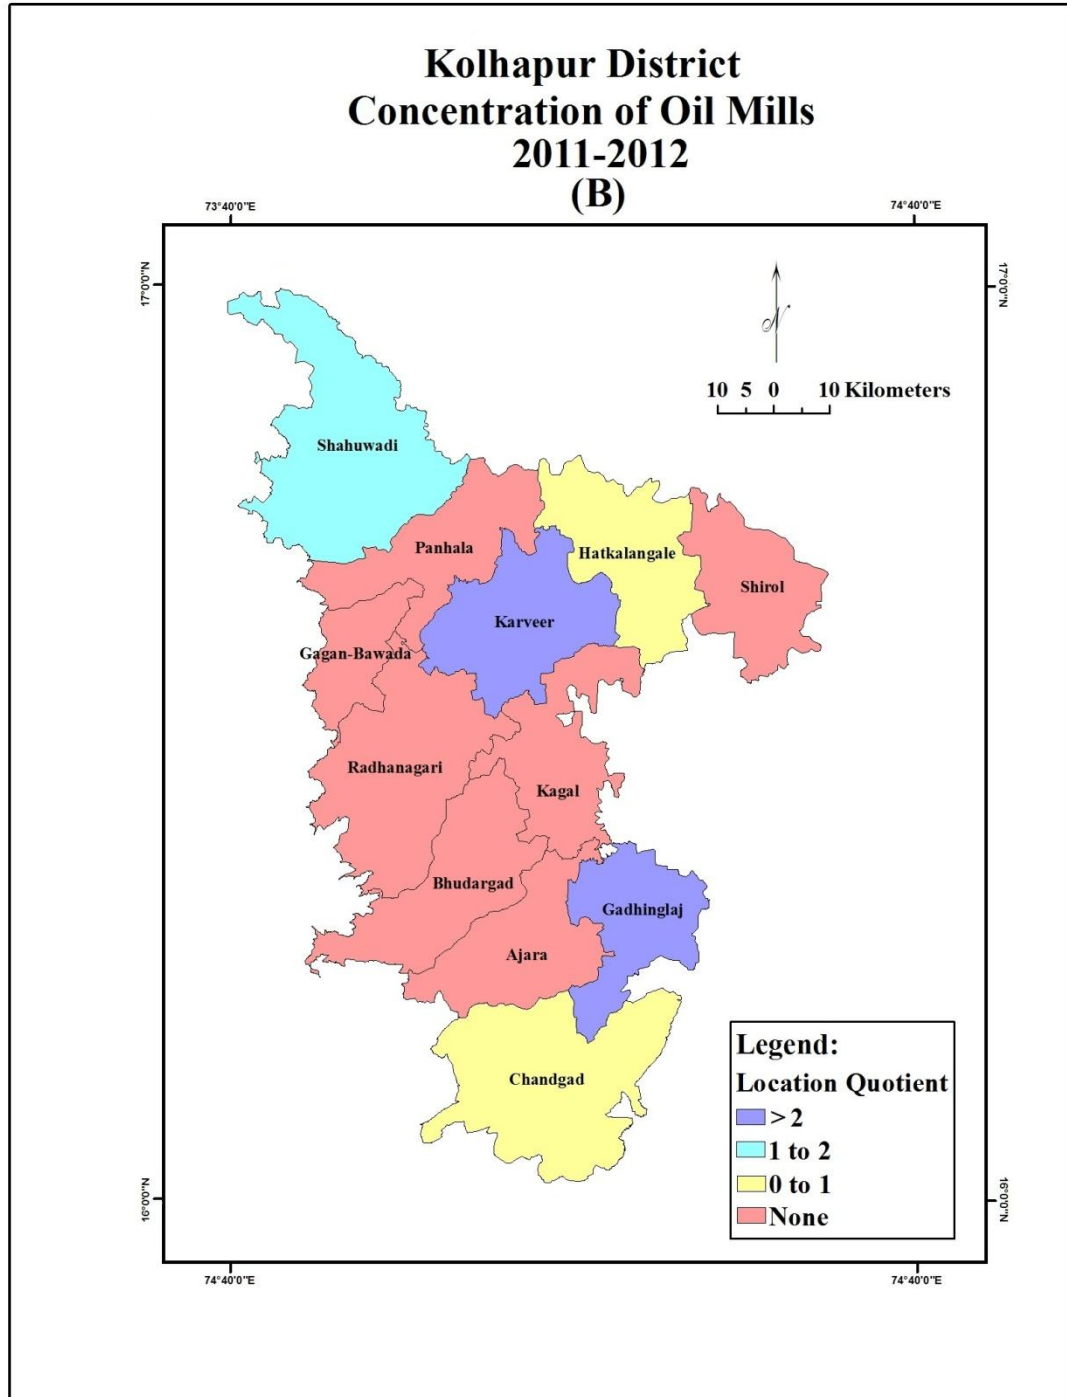 Kolhapur District
Concentration of Oil Mills
2011-2012
(B)
73°40'0"E
74°40'0"E
17°0'0"N
17°0'0"N
N
10 5 0 10 Kilometers
Shahuwadi
Panhala
Hatkalangale
Shirol
Karveer
Gagan-Bawada
Radhanagari
Kagal
Bhudargad
Gadhinglaj
Ajara
Chandgad
Legend:
Location Quotient
> 2
1 to 2
0 to 1
None
16°0'0"N
16°0'0"N
74°40'0"E
74°40'0"E